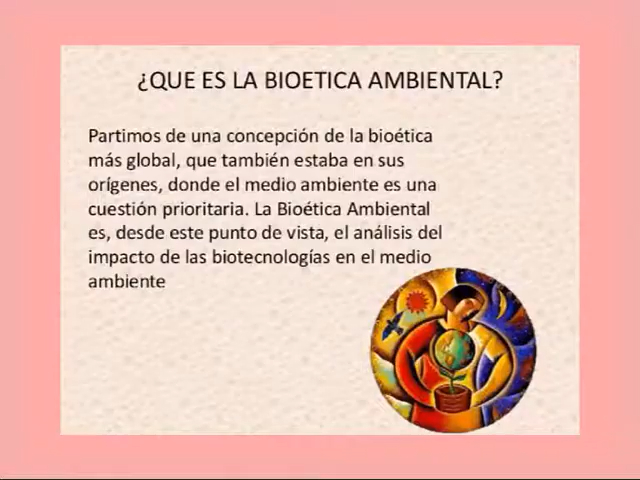 ¿QUE ES LA BIOETICA AMBIENTAL?
Partimos de una concepción de la bioética
más global, que también estaba en sus
orígenes, donde el medio ambiente es una
cuestión prioritaria. La Bioética Ambiental
es, desde este punto de vista, el análisis del
impacto de las biotecnologías en el medio
ambiente